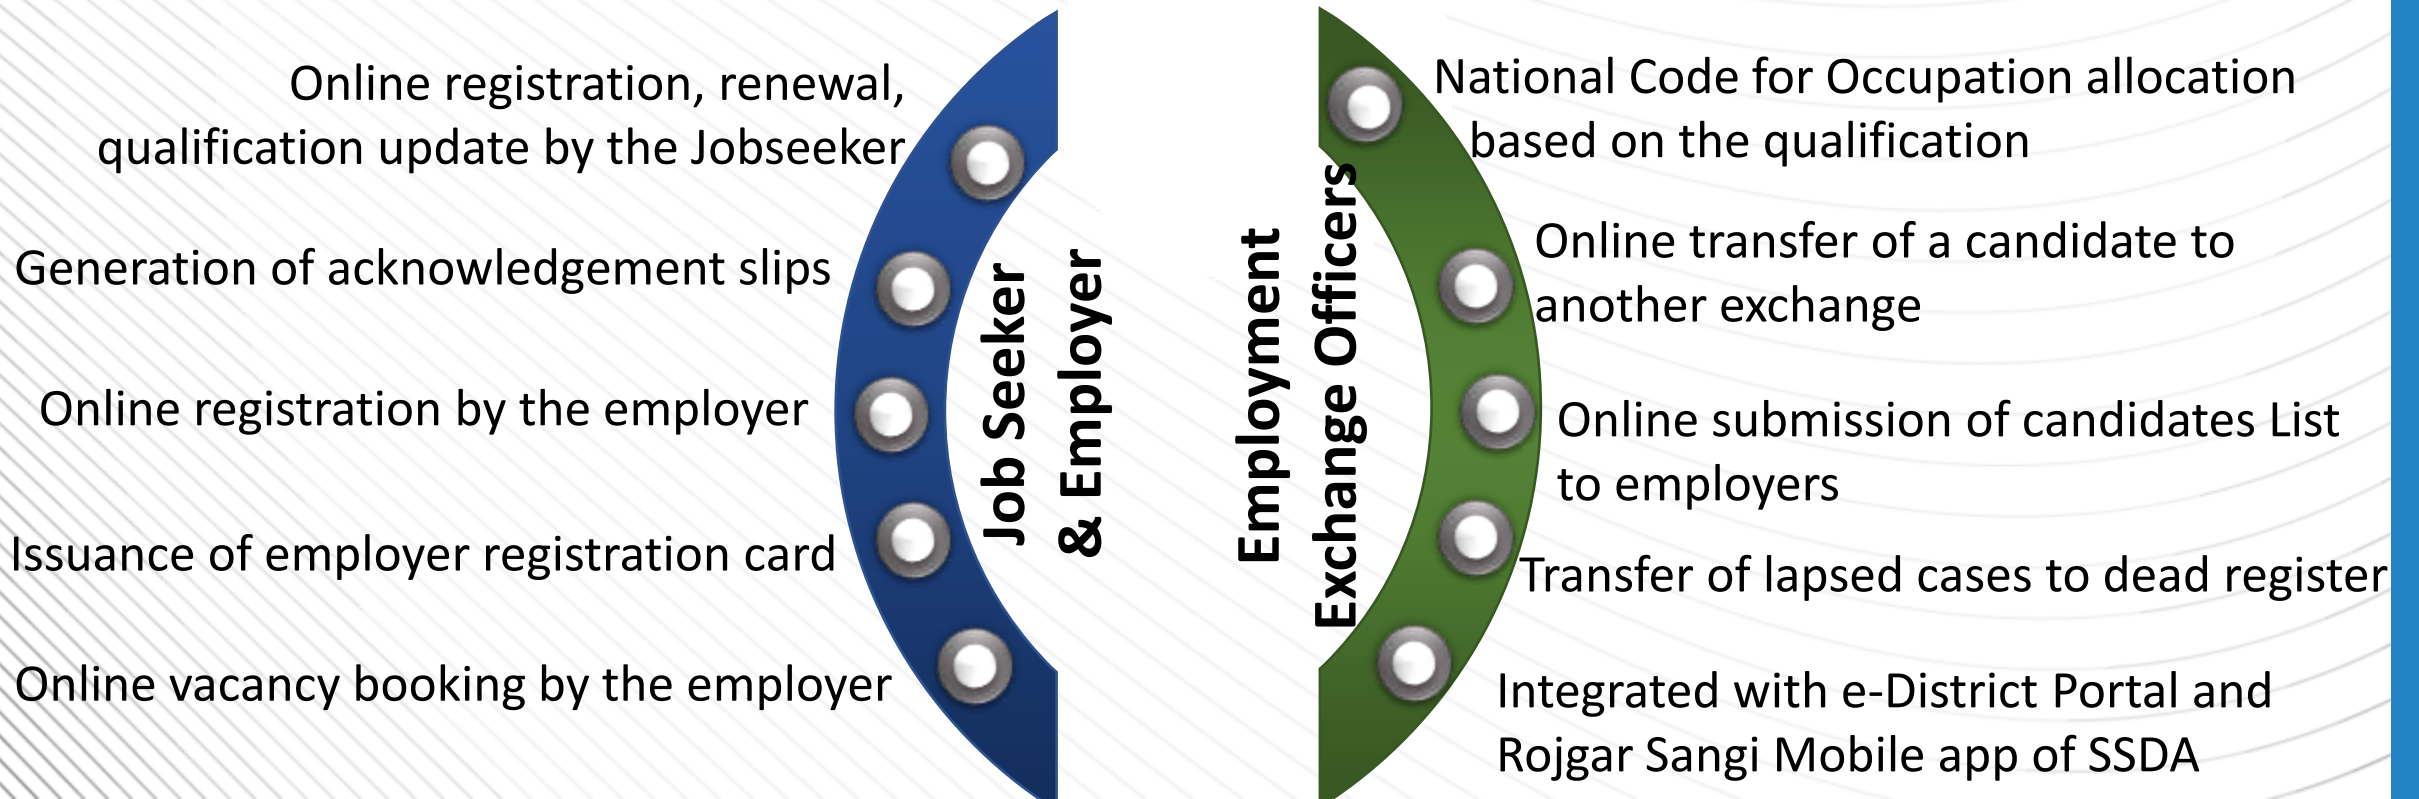 Online registration, renewal,
qualification update by the Jobseeker
Generation of acknowledgement slips
Online registration by the employer
Issuance of employer registration card
Online vacancy booking by the employer
Job Seeker
& Employer
Employment
Exchange Officers
National Code for Occupation allocation
based on the qualification
Online transfer of a candidate to
another exchange
Online submission of candidates List
to employers
Transfer of lapsed cases to dead register
Integrated with e-District Portal and
Rojgar Sangi Mobile app of SSDA